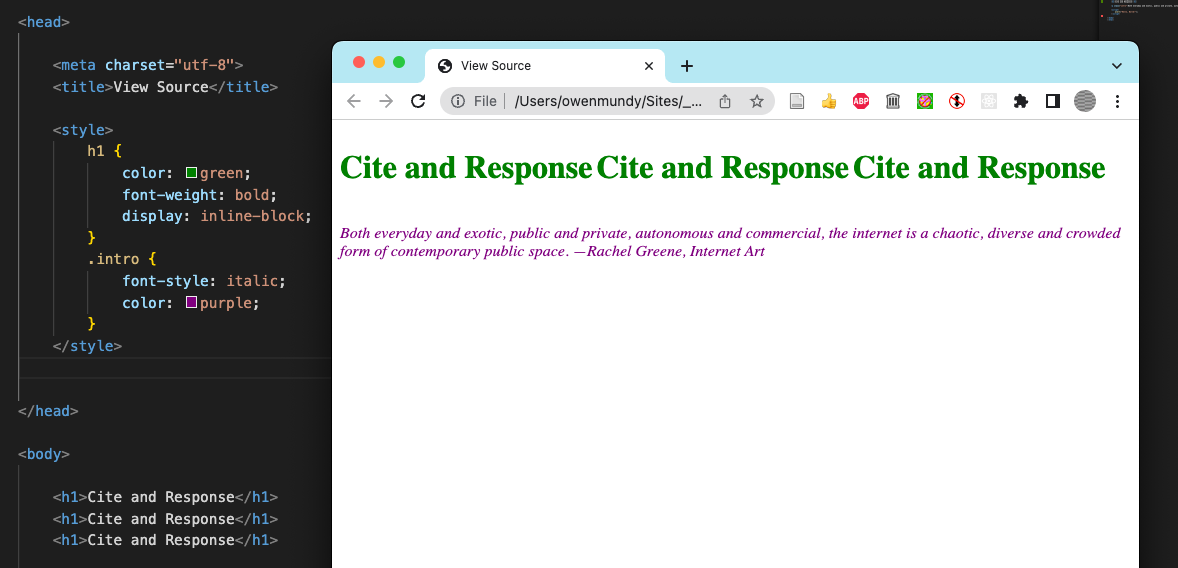 <head>
<meta charset="utf-8">
<title>View Source</title>
<style>
h1 {
color: green;
font-weight: bold;
display: inline-block;
}
.intro {
font-style: italic;
color: purple;
}
</style>
</head>
<body>
<h1>Cite and Response</h1>
<h1>Cite and Response</h1>
<h1>Cite and Response</h1>
View Source
File /Users/owenmundy/Sites/_...
ABP
Cite and Response Cite and Response Cite and Response
Both everyday and exotic, public and private, autonomous and commercial, the internet is a chaotic, diverse and crowded
form of contemporary public space. —Rachel Greene, Internet Art